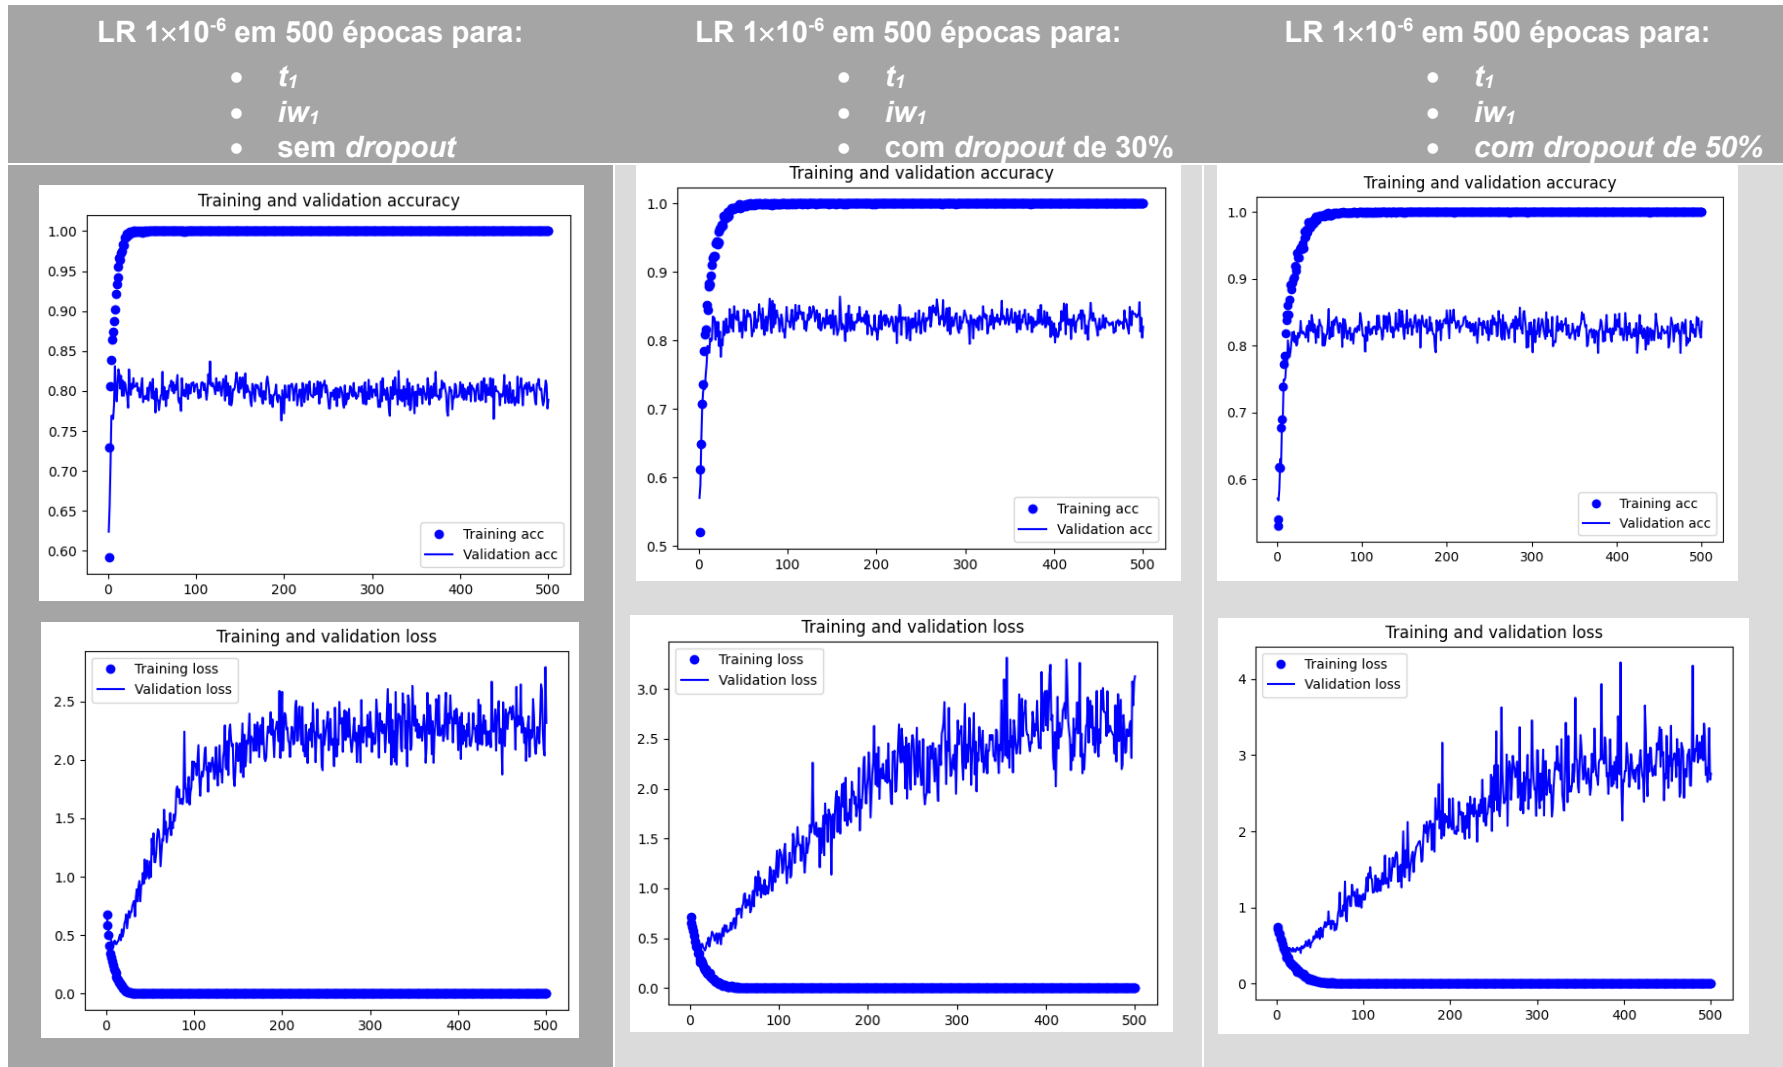 LR 1×10⁻⁶ em 500 épocas para:
• t₁
• iw₁
• sem dropout
LR 1×10⁻⁶ em 500 épocas para:
• t₁
• iw₁
• com dropout de 30%
LR 1×10⁻⁶ em 500 épocas para:
• t₁
• iw₁
• com dropout de 50%
Training and validation accuracy
1.00
0.95
0.90
0.85
0.80
0.75
0.70
0.65
0.60
Training acc
Validation acc
0 100 200 300 400 500
Training and validation accuracy
1.0
0.9
0.8
0.7
0.6
0.5
Training acc
Validation acc
0 100 200 300 400 500
Training and validation accuracy
1.0
0.9
0.8
0.7
0.6
Training acc
Validation acc
0 100 200 300 400 500
Training and validation loss
Training loss
Validation loss
2.5
2.0
1.5
1.0
0.5
0.0
0 100 200 300 400 500
Training and validation loss
Training loss
Validation loss
3.0
2.5
2.0
1.5
1.0
0.5
0.0
0 100 200 300 400 500
Training and validation loss
Training loss
Validation loss
4
3
2
1
0
0 100 200 300 400 500